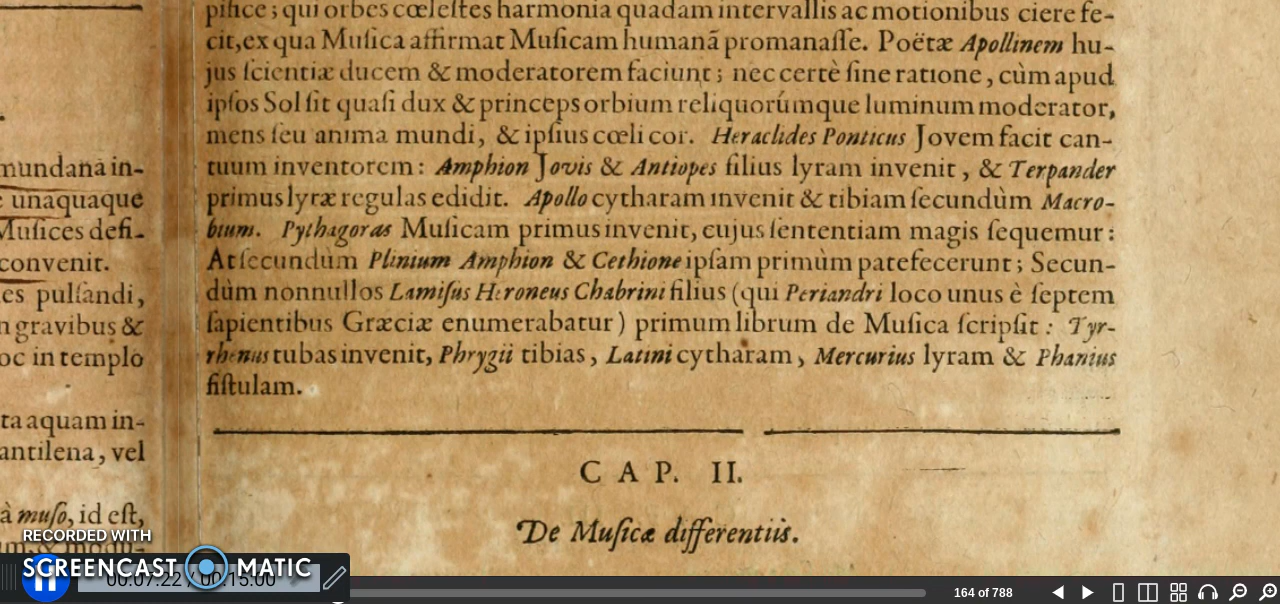 mundanà in-
unaquaque
Musices defi-
convenit.
es pulsandi,
n gravibus &
oc in templo
ta aquam in-
antilena, vel
à muso, id est,
pifice; qui orbes cœlestes harmonia quadam intervallis ac motionibus ciere fe-
cit, ex qua Musica affirmat Musicam humanā promanasse. Poëtæ Apollinem hu-
jus scientiæ ducem & moderatorem faciunt; nec certè sine ratione, cùm apud
ipsos Sol sit quasi dux & princeps orbium reliquorúmque luminum moderator,
mens seu anima mundi, & ipsius cœli cor. Heraclides Ponticus Jovem facit can-
tuum inventorem: Amphion Jovis & Antiopes filius lyram invenit, & Terpander
primus lyræ regulas edidit. Apollo cytharam invenit & tibiam secundùm Macro-
bium. Pythagoras Musicam primus invenit, cujus sententiam magis sequemur:
At secundùm Plinium Amphion & Cethione ipsam primùm patefecerunt; Secun-
dùm nonnullos Lamisus Heroneus Chabrini filius (qui Periandri loco unus è septem
sapientibus Græciæ enumerabatur) primum librum de Musica scripsit: Tyr-
rhenus tubas invenit, Phrygii tibias, Latini cytharam, Mercurius lyram & Phanius
fistulam.
CAP. II.
De Musicæ differentiis.
RECORDED WITH
SCREENCAST MATIC
00:07:22 / 00:15:00
164 of 788